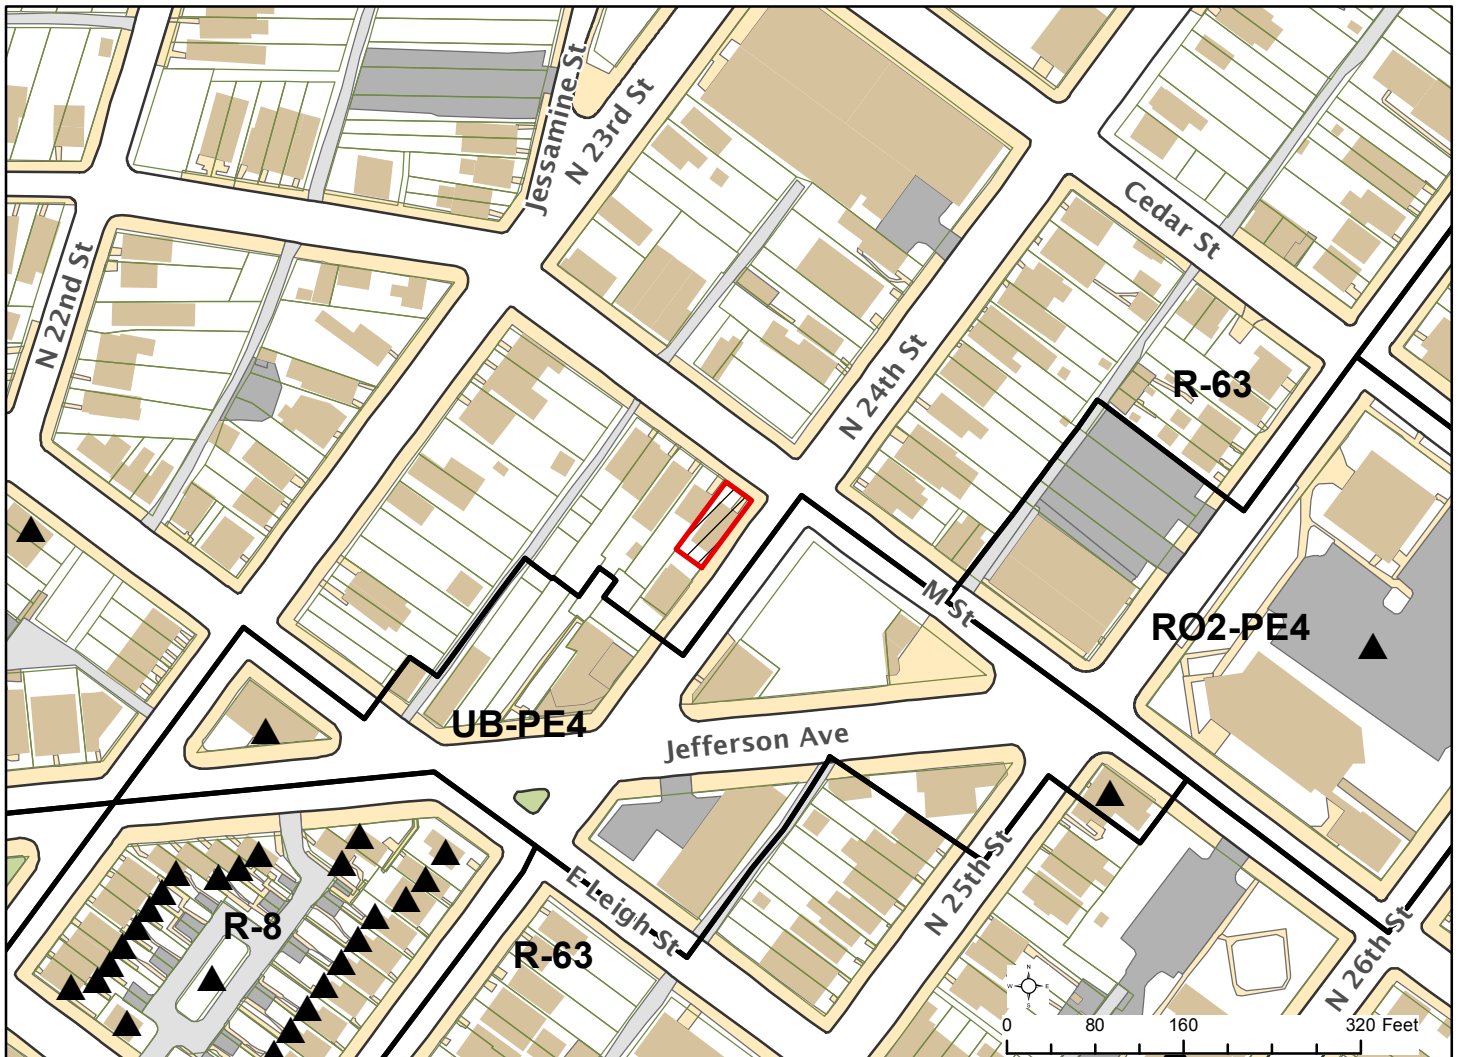 Jessamine St
N 23rd St
Cedar St
N 22nd St
N 24th St
R-63
M St
RO2-PE4
UB-PE4
Jefferson Ave
N 25th St
E Leigh St
R-8
R-63
N 26th St
N
W E
S
0 80 160 320 Feet